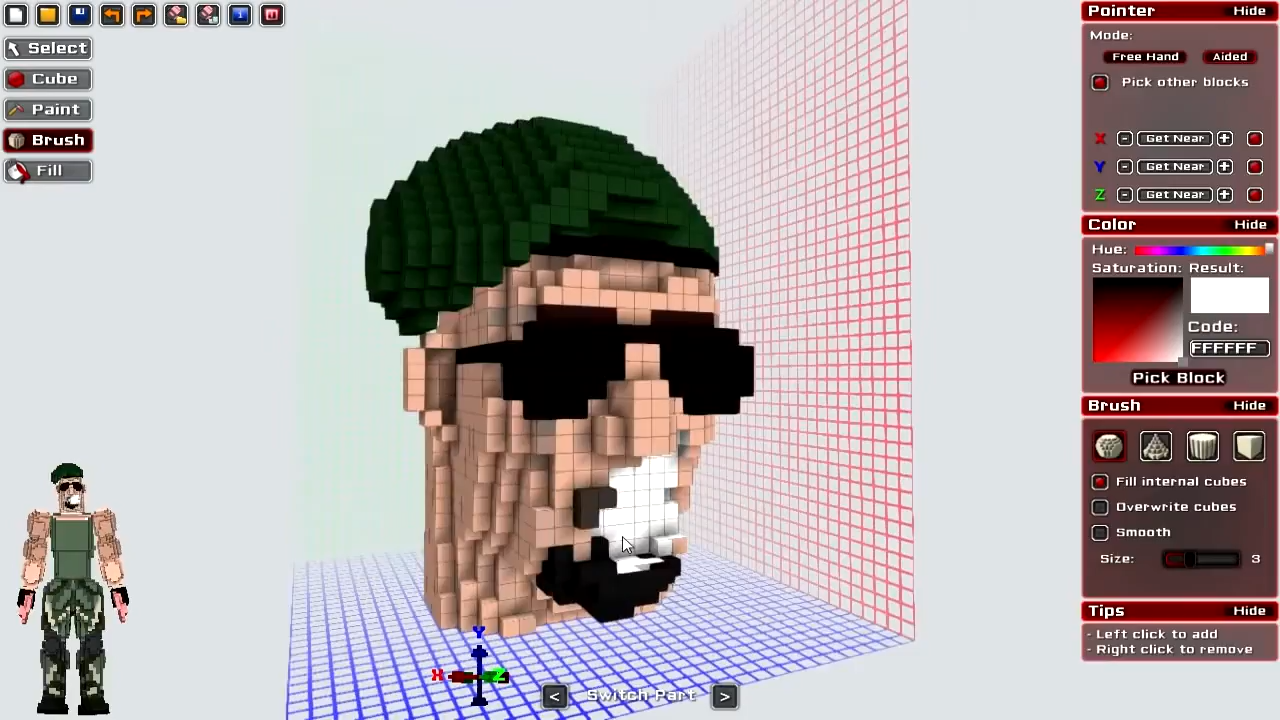 Select
Cube
Paint
Brush
Fill
Pointer Hide
Mode:
Free Hand Aided
Pick other blocks
X - Get Near +
Y - Get Near +
Z - Get Near +
Color Hide
Hue:
Saturation: Result:
Code:
FFFFFF
Pick Block
Brush Hide
Fill internal cubes
Overwrite cubes
Smooth
Size: 3
Tips Hide
- Left click to add
- Right click to remove
Y
X Z
< Switch Part >